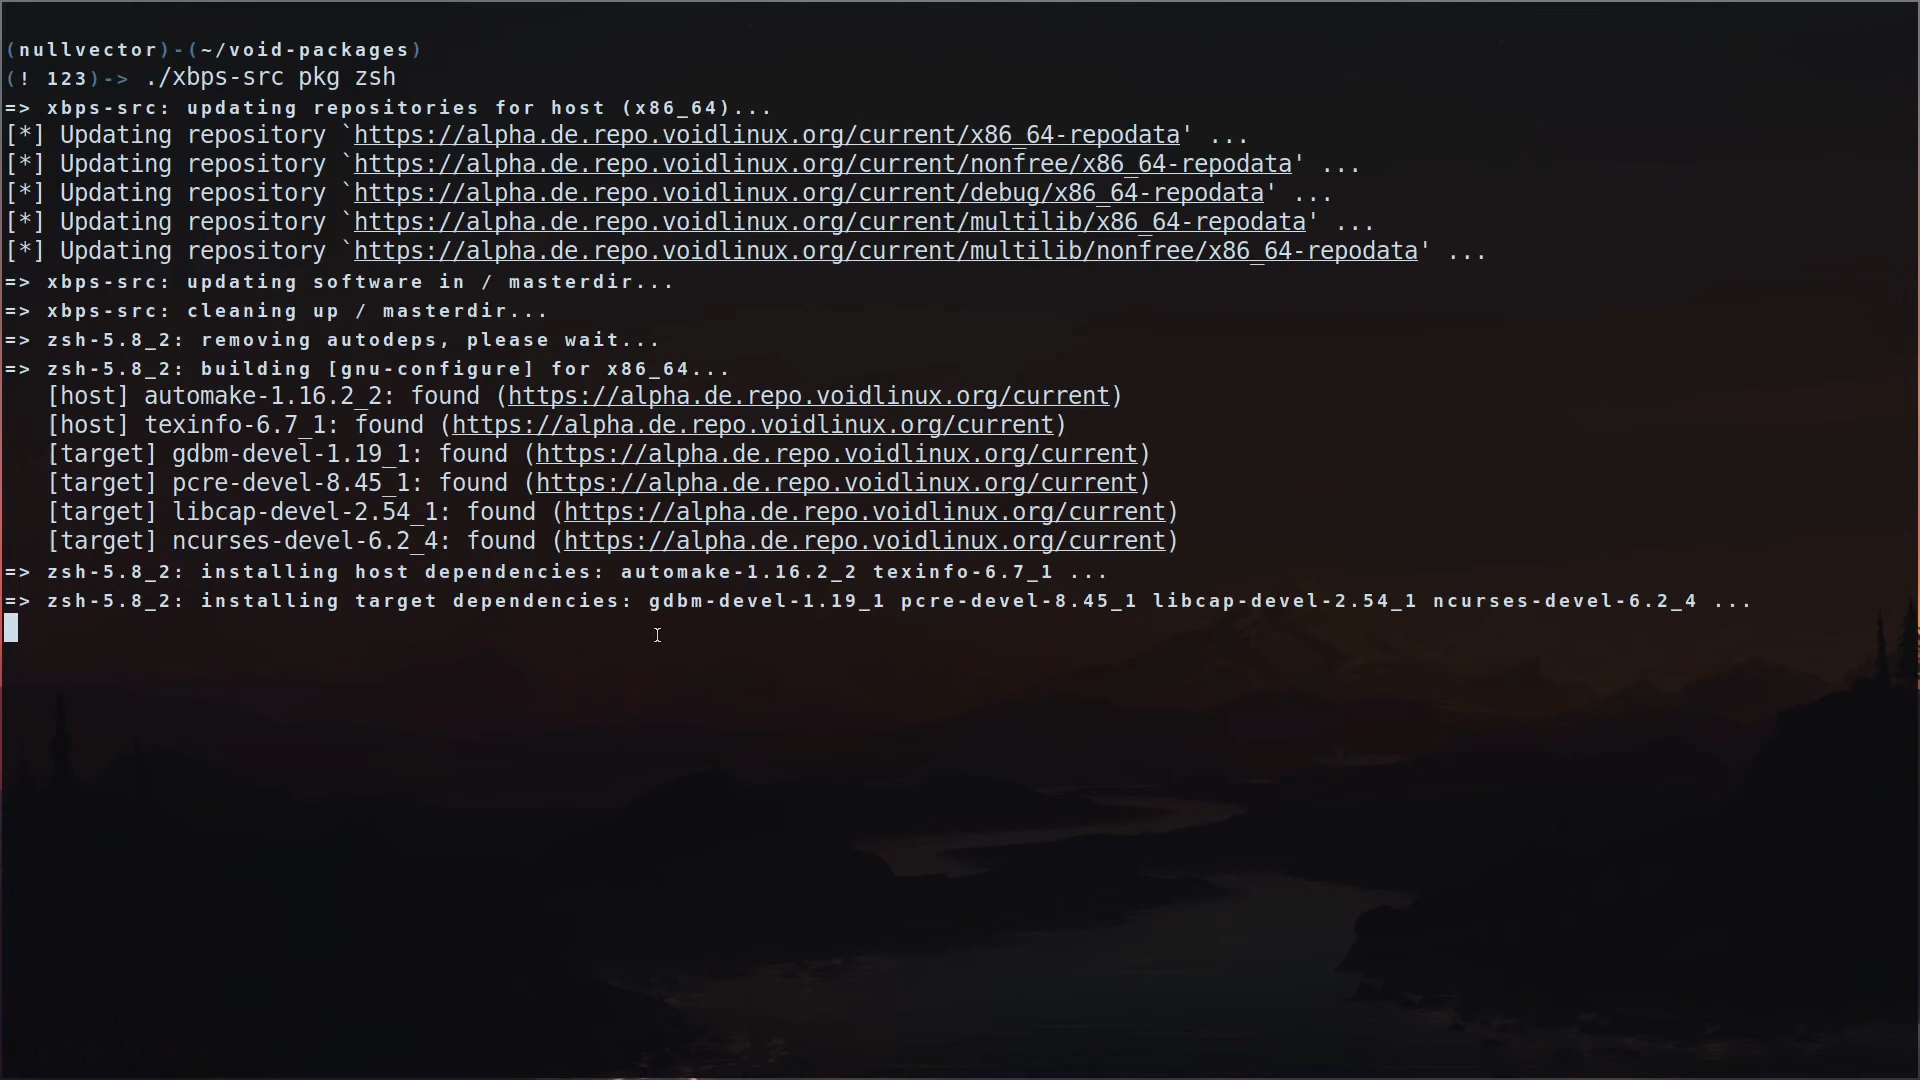 (nullvector)-(~/void-packages)
(! 123)-> ./xbps-src pkg zsh
=> xbps-src: updating repositories for host (x86_64)...
[*] Updating repository `https://alpha.de.repo.voidlinux.org/current/x86_64-repodata' ...
[*] Updating repository `https://alpha.de.repo.voidlinux.org/current/nonfree/x86_64-repodata' ...
[*] Updating repository `https://alpha.de.repo.voidlinux.org/current/debug/x86_64-repodata' ...
[*] Updating repository `https://alpha.de.repo.voidlinux.org/current/multilib/x86_64-repodata' ...
[*] Updating repository `https://alpha.de.repo.voidlinux.org/current/multilib/nonfree/x86_64-repodata' ...
=> xbps-src: updating software in / masterdir...
=> xbps-src: cleaning up / masterdir...
=> zsh-5.8_2: removing autodeps, please wait...
=> zsh-5.8_2: building [gnu-configure] for x86_64...
   [host] automake-1.16.2_2: found (https://alpha.de.repo.voidlinux.org/current)
   [host] texinfo-6.7_1: found (https://alpha.de.repo.voidlinux.org/current)
   [target] gdbm-devel-1.19_1: found (https://alpha.de.repo.voidlinux.org/current)
   [target] pcre-devel-8.45_1: found (https://alpha.de.repo.voidlinux.org/current)
   [target] libcap-devel-2.54_1: found (https://alpha.de.repo.voidlinux.org/current)
   [target] ncurses-devel-6.2_4: found (https://alpha.de.repo.voidlinux.org/current)
=> zsh-5.8_2: installing host dependencies: automake-1.16.2_2 texinfo-6.7_1 ...
=> zsh-5.8_2: installing target dependencies: gdbm-devel-1.19_1 pcre-devel-8.45_1 libcap-devel-2.54_1 ncurses-devel-6.2_4 ...